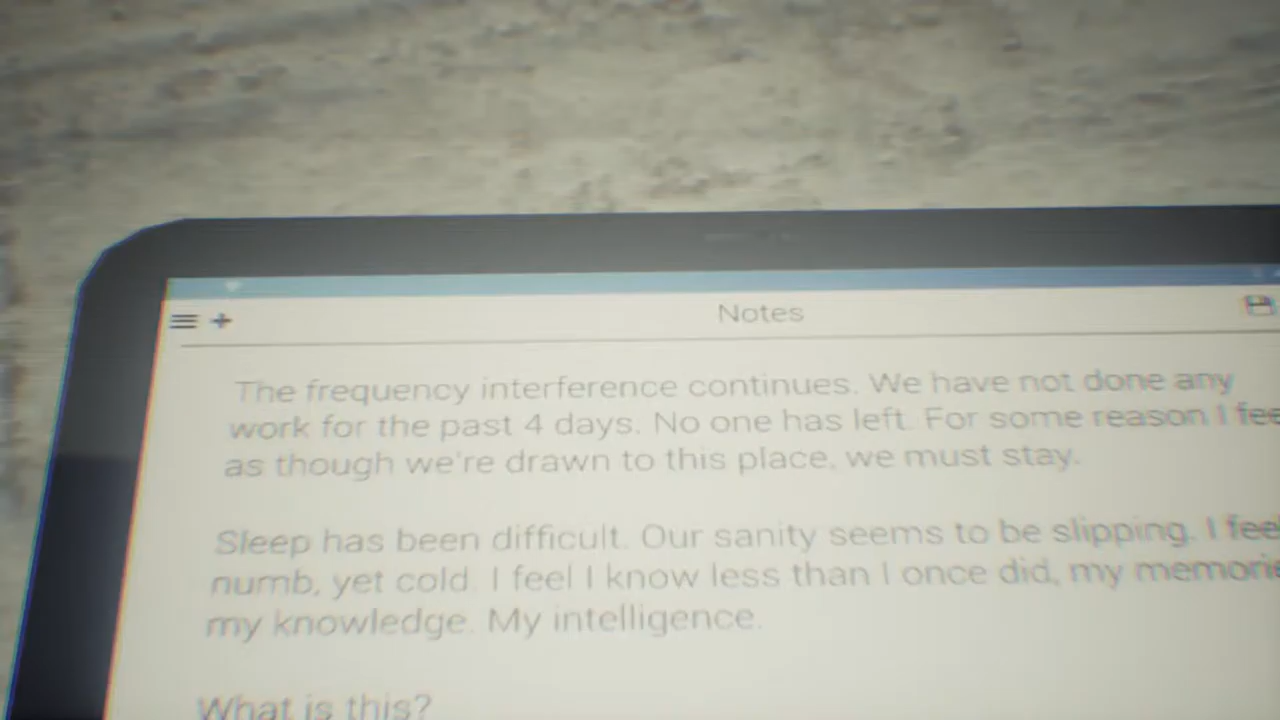 Notes
The frequency interference continues. We have not done any
work for the past 4 days. No one has left. For some reason I
as though we're drawn to this place, we must stay.
Sleep has been difficult. Our sanity seems to be slipping. I
numb, yet cold. I feel I know less than I once did, my
my knowledge. My intelligence.
What is this?